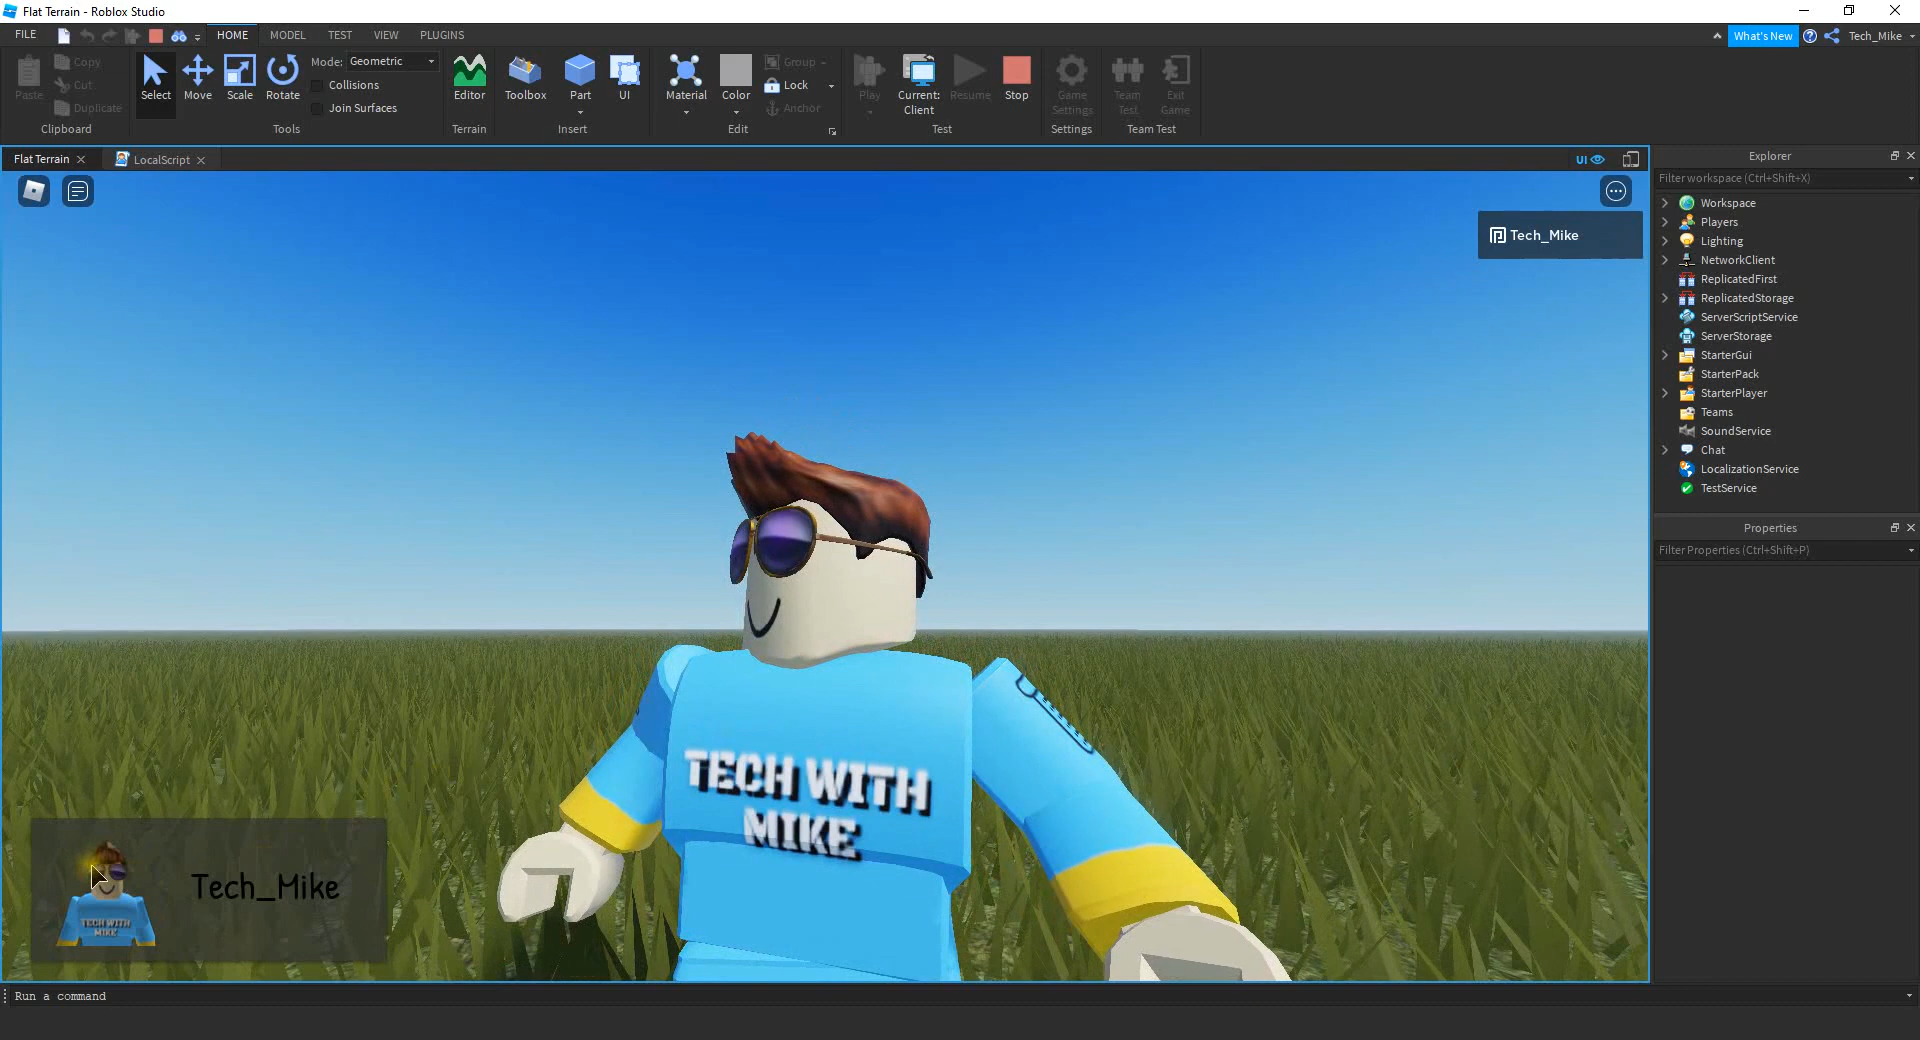 Flat Terrain - Roblox Studio
FILE HOME MODEL TEST VIEW PLUGINS What's New Tech_Mike
Paste Copy Cut Duplicate
Clipboard
Select Move Scale Rotate
Mode: Geometric
Collisions
Join Surfaces
Tools
Editor
Terrain
Toolbox Part UI
Insert
Material Color Group Lock Anchor
Edit
Play Current: Client Resume Stop
Test
Game Settings
Settings
Team Test Exit Game
Team Test
Flat Terrain LocalScript UI
Tech_Mike
TECH WITH
MIKE
Tech_Mike
TECH WITH
MIKE
Explorer
Filter workspace (Ctrl+Shift+X)
Workspace
Players
Lighting
NetworkClient
ReplicatedFirst
ReplicatedStorage
ServerScriptService
ServerStorage
StarterGui
StarterPack
StarterPlayer
Teams
SoundService
Chat
LocalizationService
TestService
Properties
Filter Properties (Ctrl+Shift+P)
Run a command